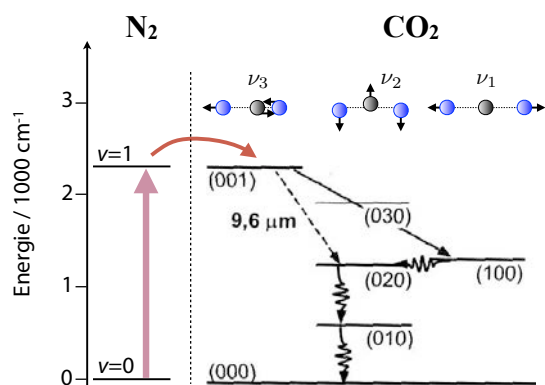 N₂
CO₂
ν₃
ν₂
ν₁
Energie / 1000 cm⁻¹
3
2
1
0
v=1
v=0
(001)
(030)
9,6 μm
(020)
(100)
(010)
(000)